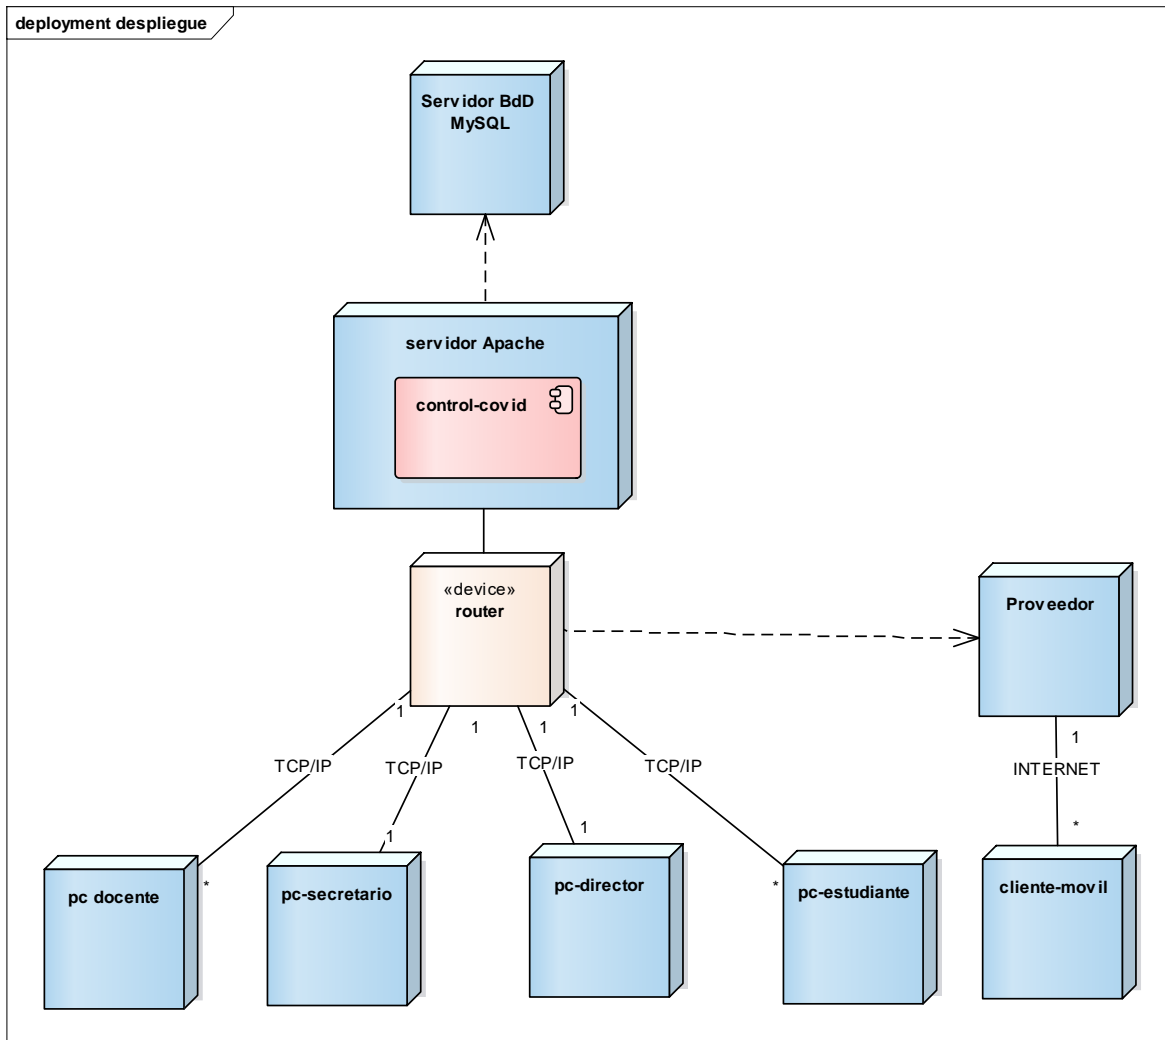 deployment despliegue
Servidor BdD
MySQL
servidor Apache
control-covid
«device»
router
Proveedor
1
1
1
1
1
TCP/IP
TCP/IP
TCP/IP
TCP/IP
INTERNET
*
1
1
*
*
pc docente
pc-secretario
pc-director
pc-estudiante
cliente-movil